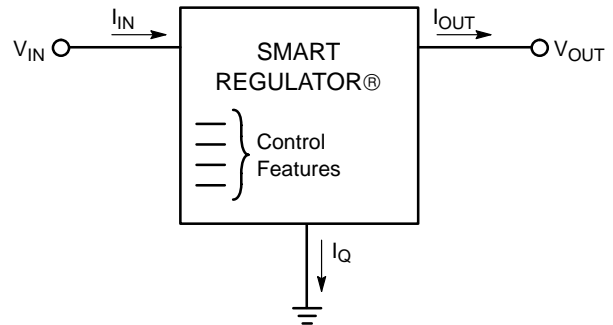 I_IN
I_OUT
V_IN
SMART
REGULATOR®
V_OUT
Control
Features
I_Q